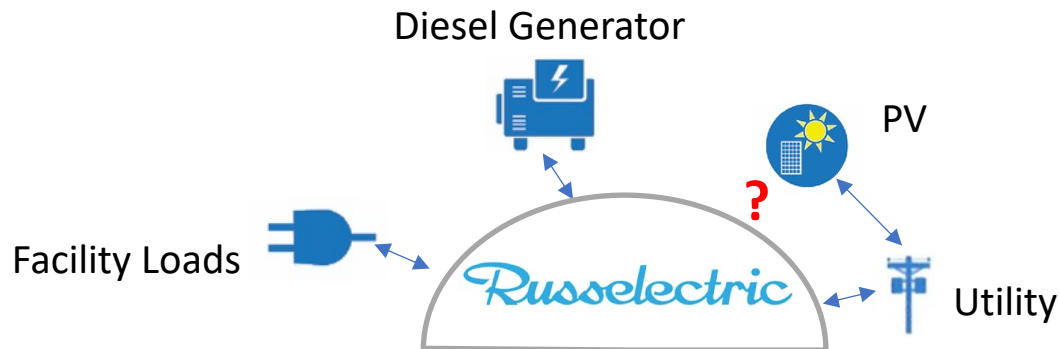 Diesel Generator
PV
?
Facility Loads
Russelectric
Utility